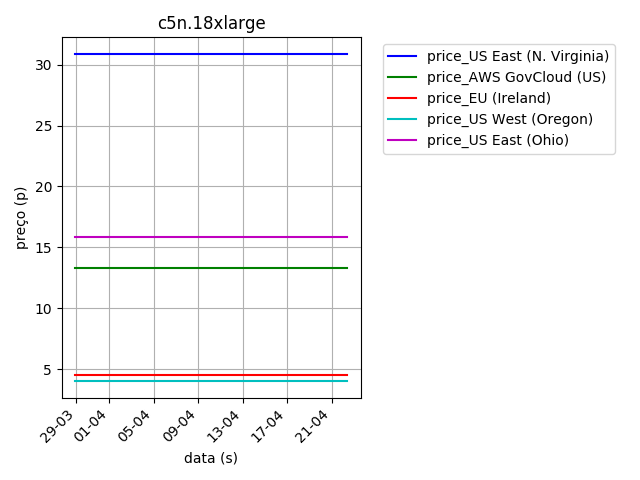 c5n.18xlarge
price_US East (N. Virginia)
price_AWS GovCloud (US)
price_EU (Ireland)
price_US West (Oregon)
price_US East (Ohio)
preço (p)
30
25
20
15
10
5
29-03
01-04
05-04
09-04
13-04
17-04
21-04
data (s)